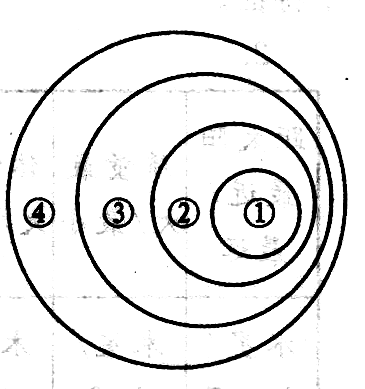 ④ ③ ② ①